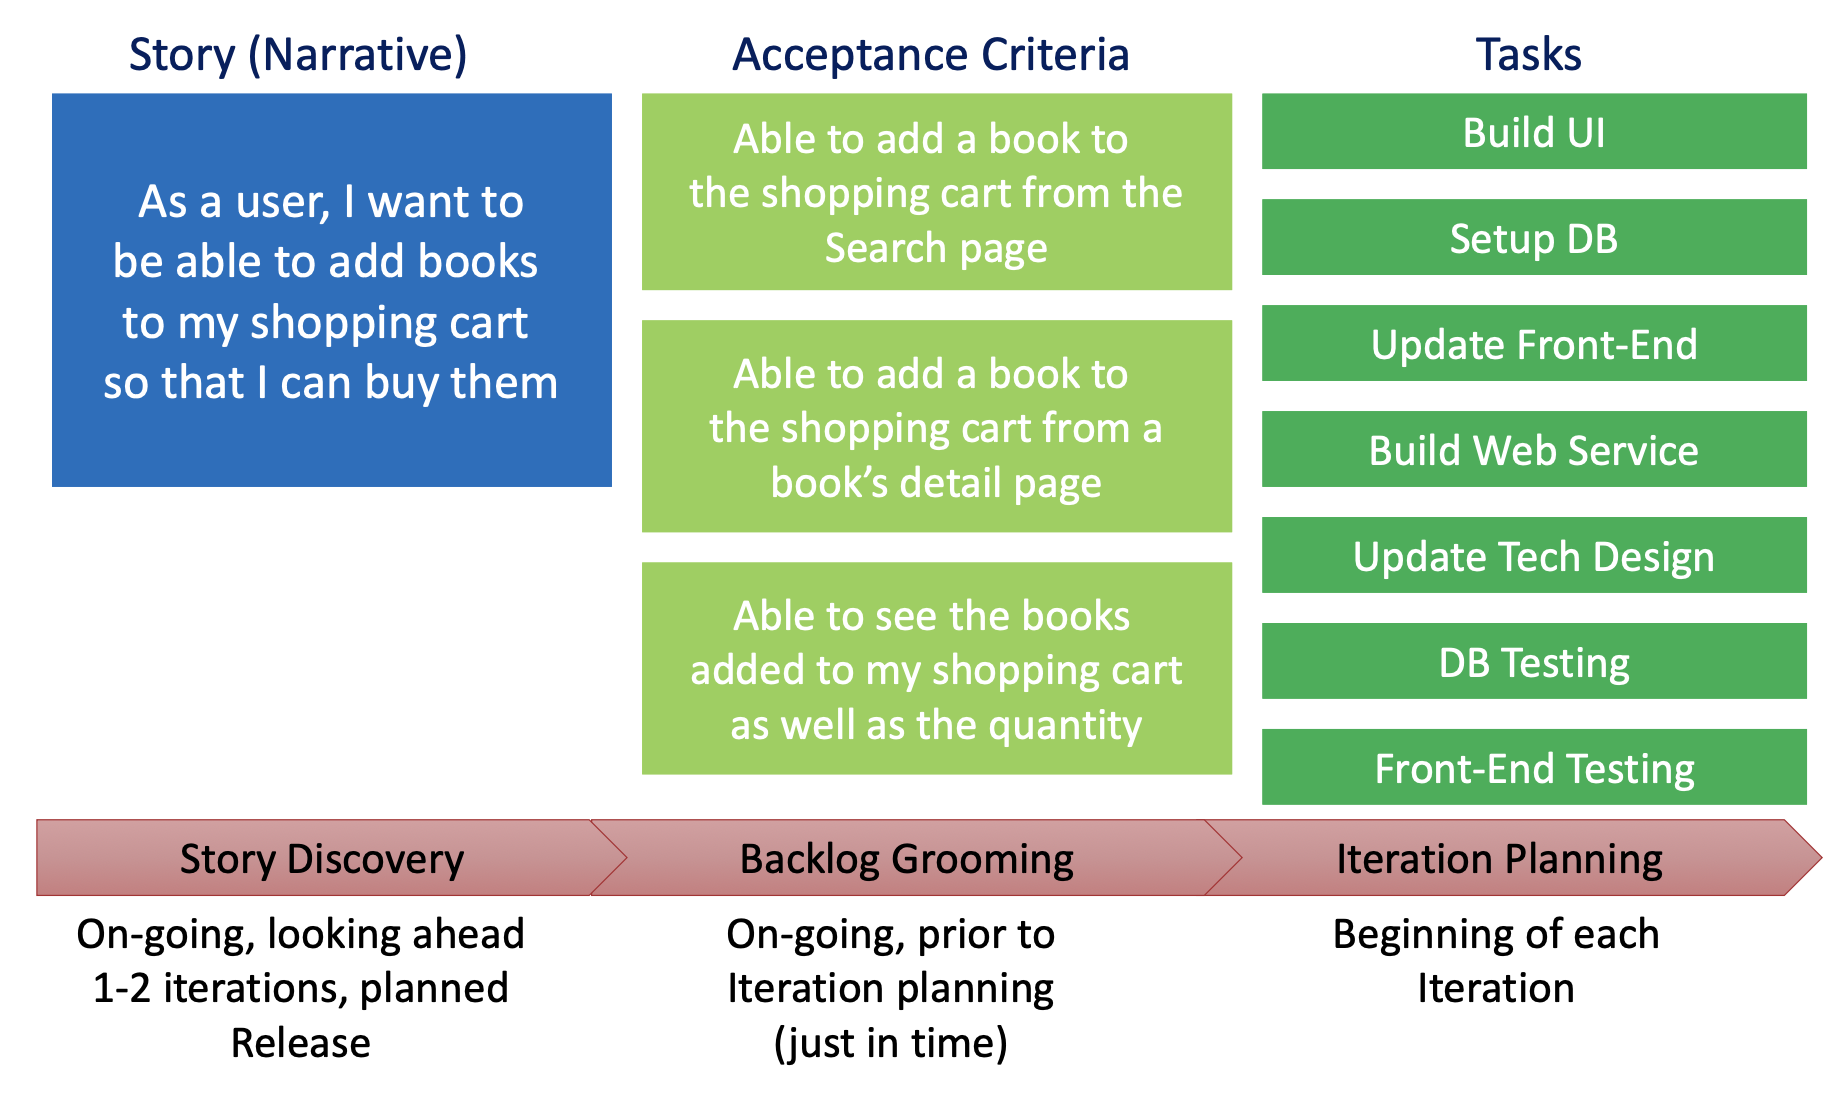 Story (Narrative)
As a user, I want to
be able to add books
to my shopping cart
so that I can buy them
Acceptance Criteria
Able to add a book to
the shopping cart from the
Search page
Able to add a book to
the shopping cart from a
book’s detail page
Able to see the books
added to my shopping cart
as well as the quantity
Tasks
Build UI
Setup DB
Update Front-End
Build Web Service
Update Tech Design
DB Testing
Front-End Testing
Story Discovery
On-going, looking ahead
1-2 iterations, planned
Release
Backlog Grooming
On-going, prior to
Iteration planning
(just in time)
Iteration Planning
Beginning of each
Iteration